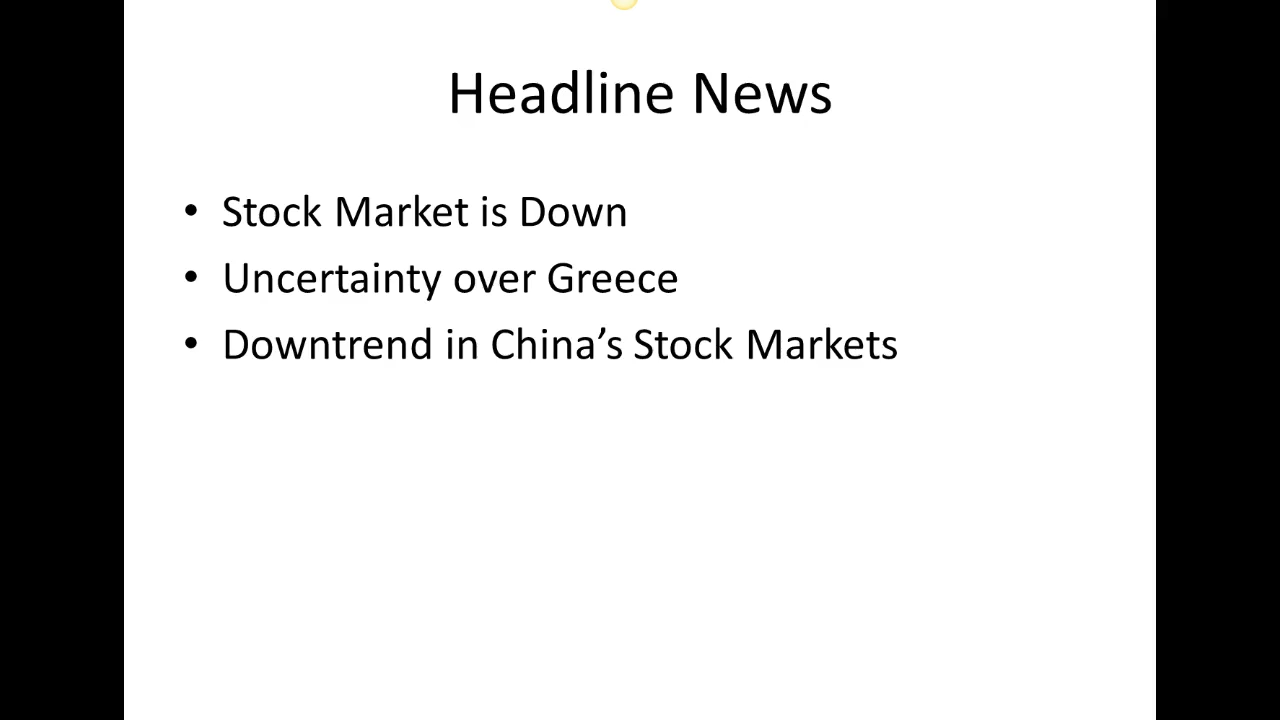 Headline News
• Stock Market is Down
• Uncertainty over Greece
• Downtrend in China’s Stock Markets